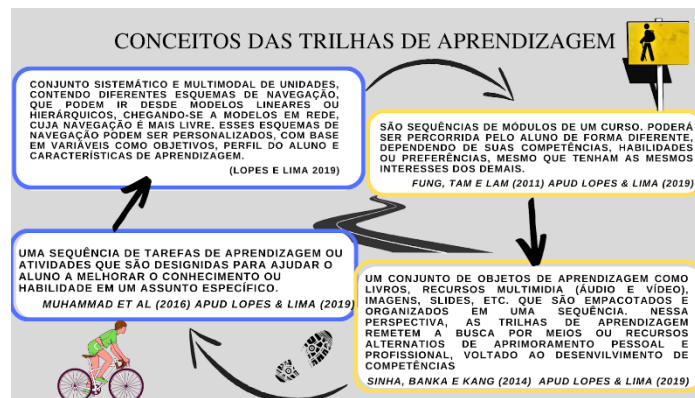 CONCEITOS DAS TRILHAS DE APRENDIZAGEM
CONJUNTO SISTEMÁTICO E MULTIMODAL DE UNIDADES,
CONTENDO DIFERENTES ESQUEMAS DE NAVEGAÇÃO,
QUE PODEM IR DESDE MODELOS LINEARES OU
HIERÁRQUICOS, CHEGANDO-SE A MODELOS EM REDE,
CUJA NAVEGAÇÃO É MAIS LIVRE. ESSES ESQUEMAS DE
NAVEGAÇÃO PODEM SER PERSONALIZADOS, COM BASE
EM VARIÁVEIS COMO OBJETIVOS, PERFIL DO ALUNO E
CARACTERÍSTICAS DE APRENDIZAGEM.
(LOPES E LIMA 2019)
SÃO SEQUÊNCIAS DE MÓDULOS DE UM CURSO. PODERÁ
SER PERCORRIDA PELO ALUNO DE FORMA DIFERENTE,
DEPENDENDO DE SUAS COMPETÊNCIAS, HABILIDADES
OU PREFERÊNCIAS, MESMO QUE TENHAM AS MESMOS
INTERESSES DOS DEMAIS.
FUNG, TAM E LAM (2011) APUD LOPES & LIMA (2019)
UM CONJUNTO DE OBJETOS DE APRENDIZAGEM COMO
LIVROS, RECURSOS MULTIMIDIA (ÁUDIO E VÍDEO),
IMAGENS, SLIDES, ETC. QUE SÃO EMPACOTADOS E
ORGANIZADOS EM UMA SEQUÊNCIA. NESSA
PERSPECTIVA, AS TRILHAS DE APRENDIZAGEM
REMETEM A BUSCA POR MEIOS OU RECURSOS
ALTERNATIOS DE APRIMORAMENTO PESSOAL E
PROFISSIONAL, VOLTADO AO DESENVILVIMENTO DE
COMPETÊNCIAS
SINHA, BANKA E KANG (2014) APUD LOPES & LIMA (2019)
UMA SEQUÊNCIA DE TAREFAS DE APRENDIZAGEM OU
ATIVIDADES QUE SÃO DESIGNIDAS PARA AJUDAR O
ALUNO A MELHORAR O CONHECIMENTO OU
HABILIDADE EM UM ASSUNTO ESPECÍFICO.
MUHAMMAD ET AL (2016) APUD LOPES & LIMA (2019)